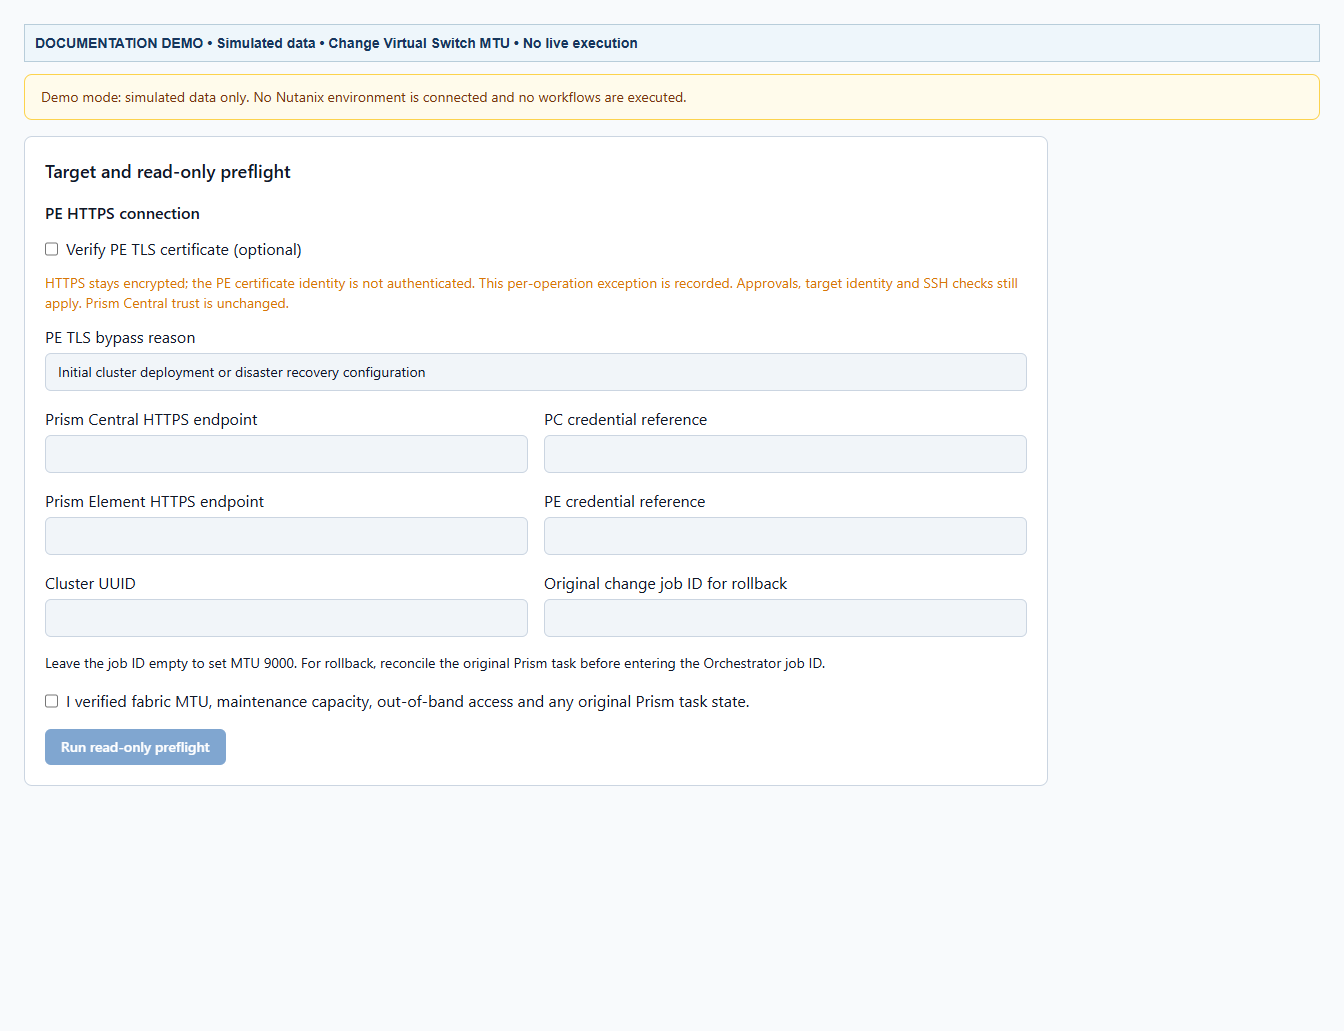 DOCUMENTATION DEMO • Simulated data • Change Virtual Switch MTU • No live execution
Demo mode: simulated data only. No Nutanix environment is connected and no workflows are executed.
Target and read-only preflight
PE HTTPS connection
Verify PE TLS certificate (optional)
HTTPS stays encrypted; the PE certificate identity is not authenticated. This per-operation exception is recorded. Approvals, target identity and SSH checks still
apply. Prism Central trust is unchanged.
PE TLS bypass reason
Initial cluster deployment or disaster recovery configuration
Prism Central HTTPS endpoint
PC credential reference
Prism Element HTTPS endpoint
PE credential reference
Cluster UUID
Original change job ID for rollback
Leave the job ID empty to set MTU 9000. For rollback, reconcile the original Prism task before entering the Orchestrator job ID.
I verified fabric MTU, maintenance capacity, out-of-band access and any original Prism task state.
Run read-only preflight